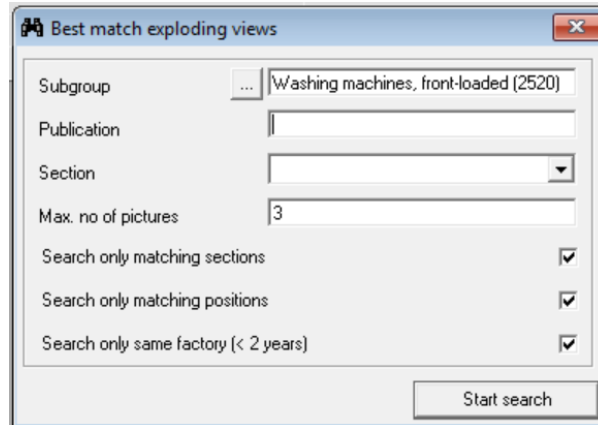 Best match exploding views
Subgroup ... Washing machines, front-loaded (2520)
Publication
Section
Max. no of pictures 3
Search only matching sections
Search only matching positions
Search only same factory (< 2 years)
Start search